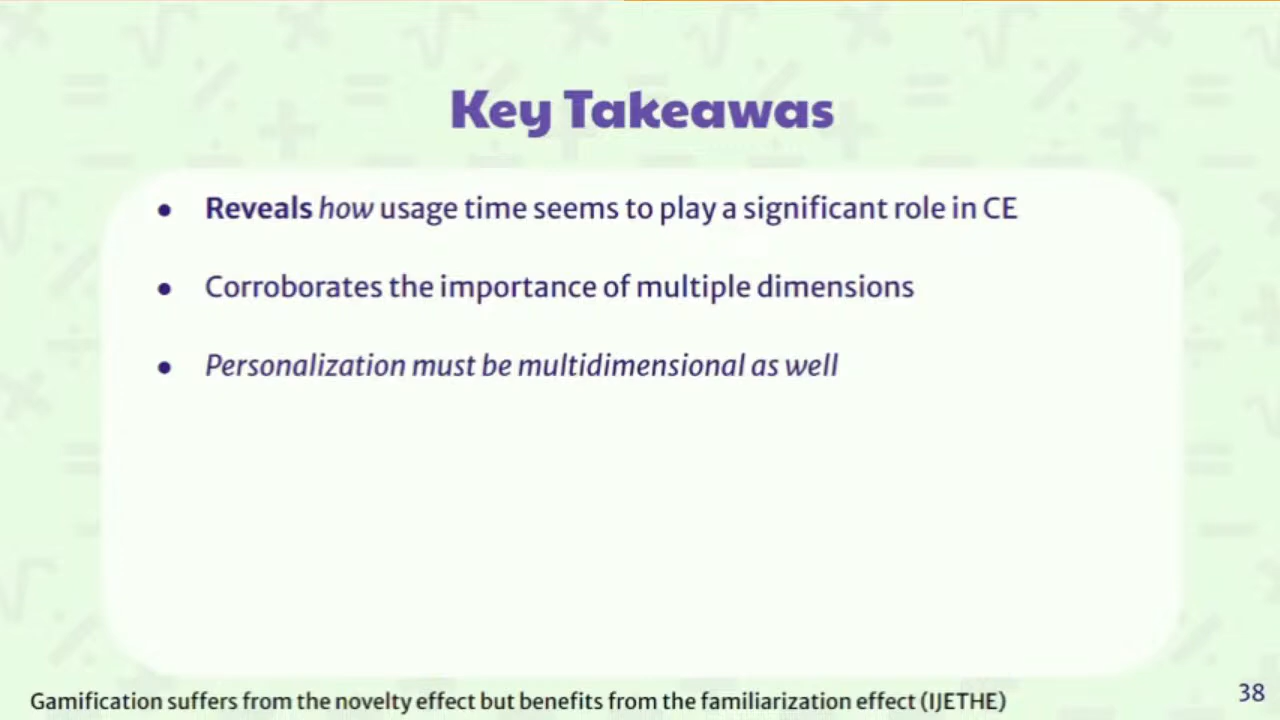 Key Takeawas
● Reveals how usage time seems to play a significant role in CE
● Corroborates the importance of multiple dimensions
● Personalization must be multidimensional as well
Gamification suffers from the novelty effect but benefits from the familiarization effect (IJETHE)
38